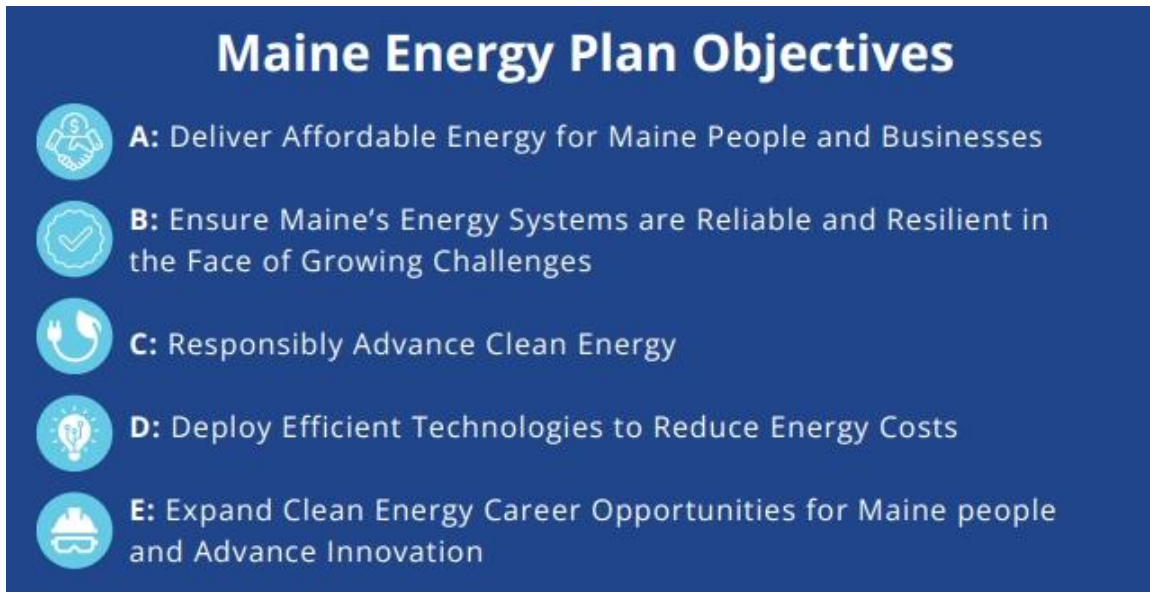 Maine Energy Plan Objectives
A: Deliver Affordable Energy for Maine People and Businesses
B: Ensure Maine’s Energy Systems are Reliable and Resilient in
the Face of Growing Challenges
C: Responsibly Advance Clean Energy
D: Deploy Efficient Technologies to Reduce Energy Costs
E: Expand Clean Energy Career Opportunities for Maine people
and Advance Innovation